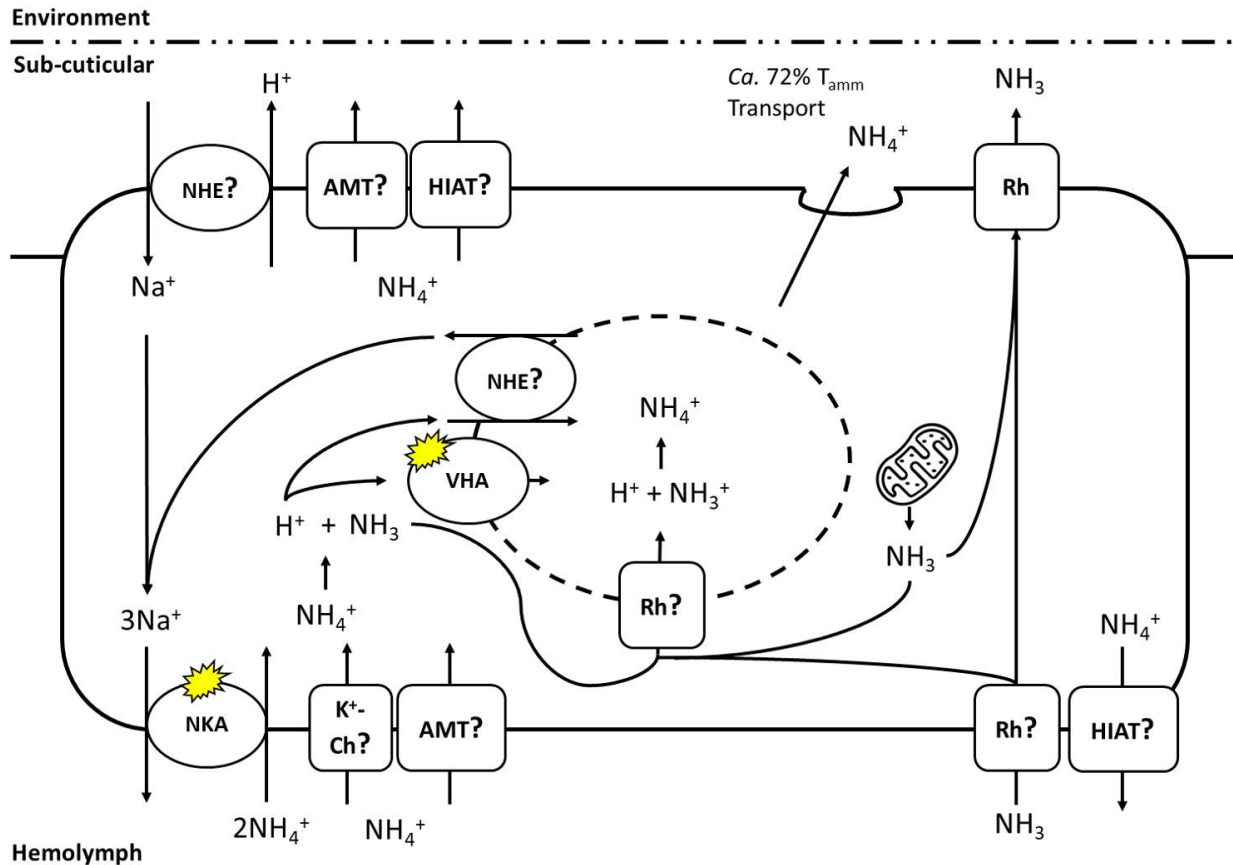 Environment
Sub-cuticular
H⁺
Ca. 72% Tₐₘₘ
Transport
NH₃
NH₄⁺
NHE?
AMT?
HIAT?
Rh
Na⁺
NH₄⁺
NHE?
NH₄⁺
VHA
H⁺ + NH₃⁺
H⁺ + NH₃
NH₃
Rh?
3Na⁺
NH₄⁺
NH₄⁺
NKA
K⁺-
Ch?
AMT?
Rh?
HIAT?
2NH₄⁺
NH₄⁺
NH₃
Hemolymph